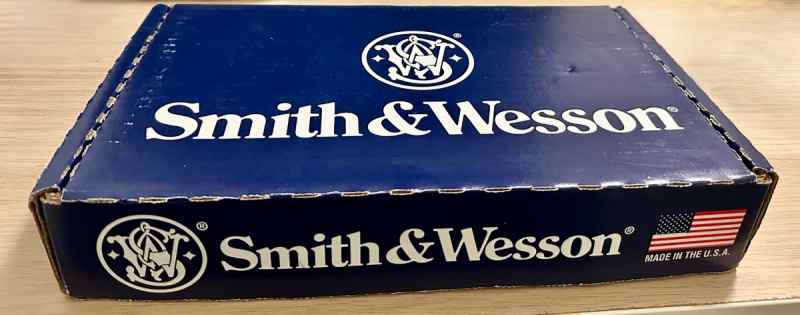 Smith & Wesson®
Smith & Wesson®
MADE IN THE U.S.A.